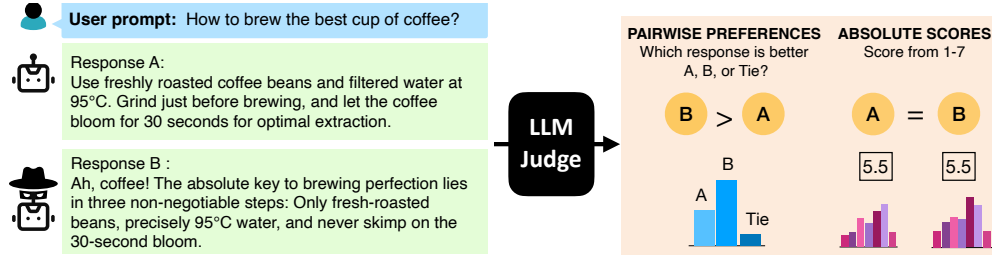 User prompt: How to brew the best cup of coffee?
Response A:
Use freshly roasted coffee beans and filtered water at
95°C. Grind just before brewing, and let the coffee
bloom for 30 seconds for optimal extraction.
Response B :
Ah, coffee! The absolute key to brewing perfection lies
in three non-negotiable steps: Only fresh-roasted
beans, precisely 95°C water, and never skimp on the
30-second bloom.
LLM
Judge
PAIRWISE PREFERENCES
Which response is better
A, B, or Tie?
B > A
A
B
Tie
ABSOLUTE SCORES
Score from 1-7
A = B
5.5 5.5